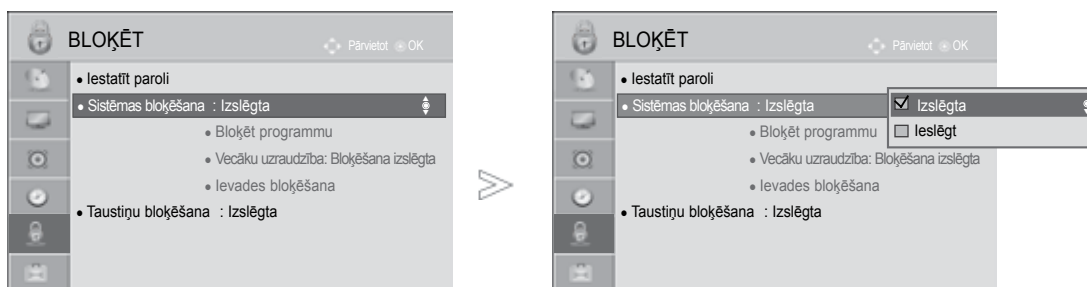 BLOĶĒT
Pārvietot OK
• Iestatīt paroli
• Sistēmas bloķēšana : Izslēgta
• Bloķēt programmu
• Vecāku uzraudzība: Bloķēšana izslēgta
• Ievades bloķēšana
• Taustiņu bloķēšana : Izslēgta
BLOĶĒT
Pārvietot OK
• Iestatīt paroli
• Sistēmas bloķēšana : Izslēgta
Izslēgta
Ieslēgt
• Bloķēt programmu
• Vecāku uzraudzība: Bloķēšana izslēgta
• Ievades bloķēšana
• Taustiņu bloķēšana : Izslēgta